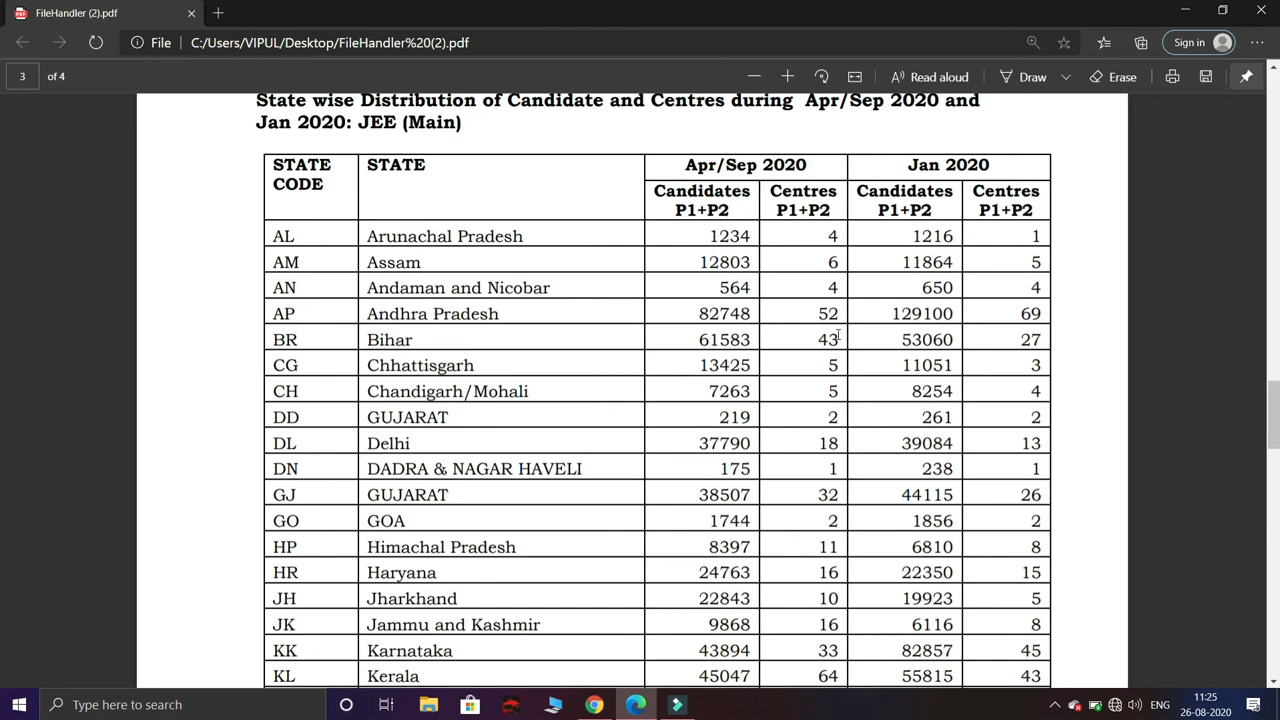 FileHandler (2).pdf
File C:/Users/VIPUL/Desktop/FileHandler%20(2).pdf Sign in
3 of 4 Read aloud Draw Erase
State wise Distribution of Candidate and Centres during Apr/Sep 2020 and
Jan 2020: JEE (Main)
STATE CODE STATE Apr/Sep 2020 Jan 2020
Candidates P1+P2 Centres P1+P2 Candidates P1+P2 Centres P1+P2
AL Arunachal Pradesh 1234 4 1216 1
AM Assam 12803 6 11864 5
AN Andaman and Nicobar 564 4 650 4
AP Andhra Pradesh 82748 52 129100 69
BR Bihar 61583 43 53060 27
CG Chhattisgarh 13425 5 11051 3
CH Chandigarh/Mohali 7263 5 8254 4
DD GUJARAT 219 2 261 2
DL Delhi 37790 18 39084 13
DN DADRA & NAGAR HAVELI 175 1 238 1
GJ GUJARAT 38507 32 44115 26
GO GOA 1744 2 1856 2
HP Himachal Pradesh 8397 11 6810 8
HR Haryana 24763 16 22350 15
JH Jharkhand 22843 10 19923 5
JK Jammu and Kashmir 9868 16 6116 8
KK Karnataka 43894 33 82857 45
KL Kerala 45047 64 55815 43
Type here to search ENG 11:25
26-08-2020